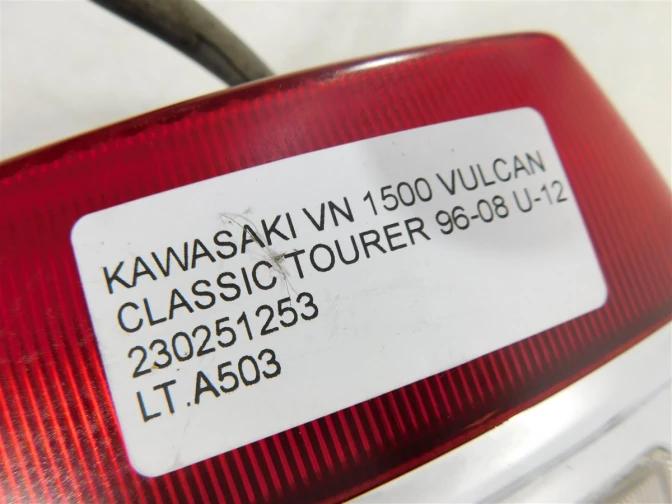 KAWASAKI VN 1500 VULCAN
CLASSIC TOURER 96-08 U-12
230251253
LT.A503